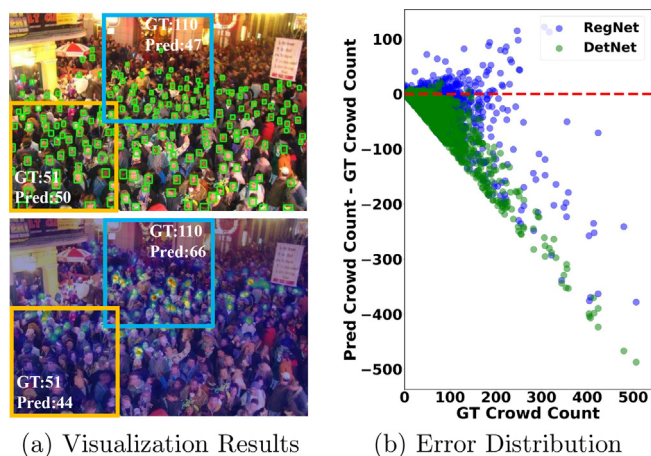 GT:110
Pred:47
GT:51
Pred:50
GT:110
Pred:66
GT:51
Pred:44
(a) Visualization Results
Pred Crowd Count - GT Crowd Count
100
0
−100
−200
−300
−400
−500
RegNet
DetNet
0 100 200 300 400 500
GT Crowd Count
(b) Error Distribution